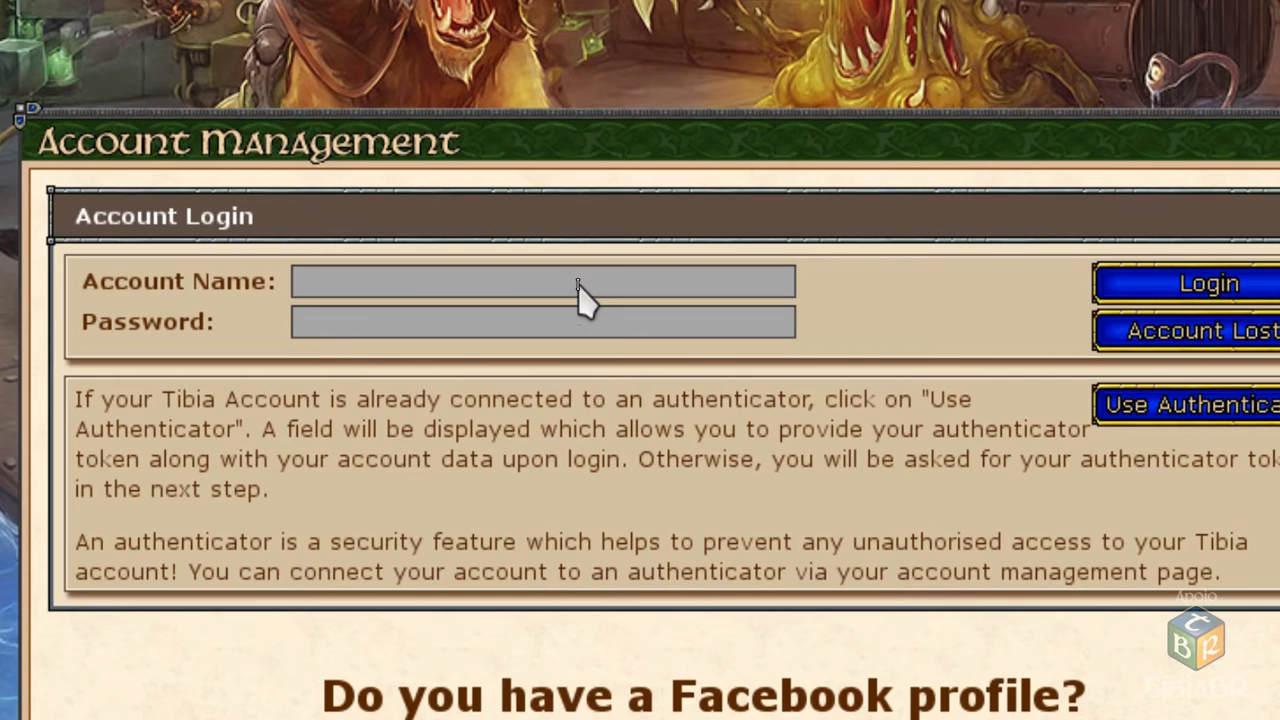 Account Management
Account Login
Account Name:
Login
Password:
Account Lost
If your Tibia Account is already connected to an authenticator, click on "Use
Authenticator". A field will be displayed which allows you to provide your authenticator
token along with your account data upon login. Otherwise, you will be asked for your authenticator tok
in the next step.
Use Authentica
An authenticator is a security feature which helps to prevent any unauthorised access to your Tibia
account! You can connect your account to an authenticator via your account management page.
Apoio
T
B R
TIBIABR
Do you have a Facebook profile?